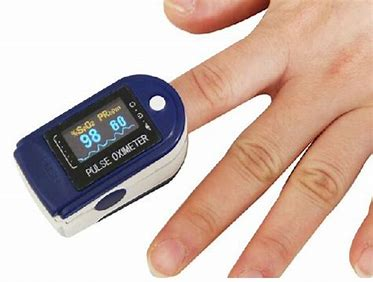 %SpO2 PRbpm
98 60
PULSE OXIMETER